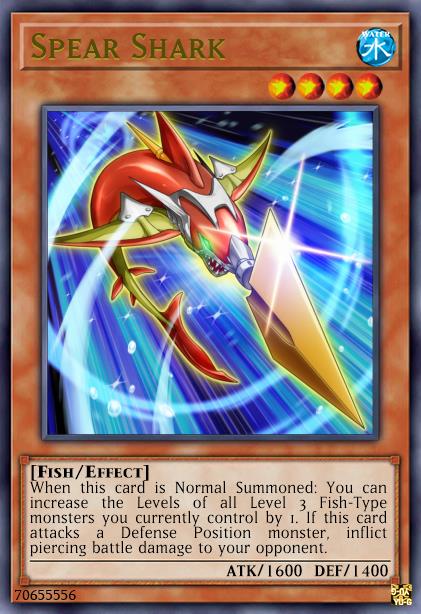 SPEAR SHARK
WATER
水
[FISH/EFFECT]
When this card is Normal Summoned: You can
increase the Levels of all Level 3 Fish-Type
monsters you currently control by 1. If this card
attacks a Defense Position monster, inflict
piercing battle damage to your opponent.
ATK/1600 DEF/1400
70655556